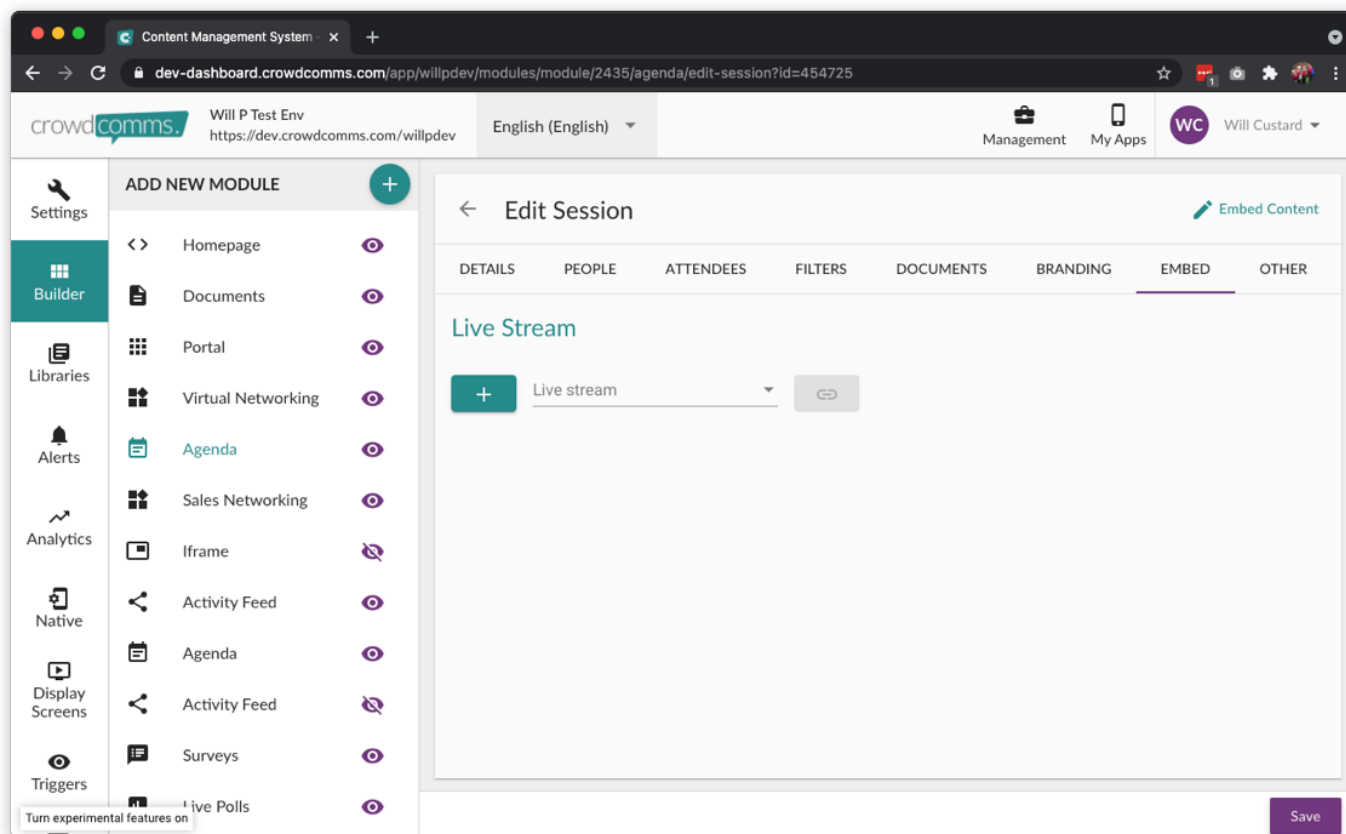 Content Management System -
dev-dashboard.crowdcomms.com/app/willpdev/modules/module/2435/agenda/edit-session?id=454725
1
crowdcomms.
Will P Test Env
https://dev.crowdcomms.com/willpdev
English (English)
Management
My Apps
WC
Will Custard
Settings
Builder
Libraries
Alerts
Analytics
Native
Display
Screens
Triggers
Turn experimental features on
ADD NEW MODULE
Homepage
Documents
Portal
Virtual Networking
Agenda
Sales Networking
Iframe
Activity Feed
Agenda
Activity Feed
Surveys
Live Polls
Edit Session
Embed Content
DETAILS PEOPLE ATTENDEES FILTERS DOCUMENTS BRANDING EMBED OTHER
Live Stream
Live stream
Save